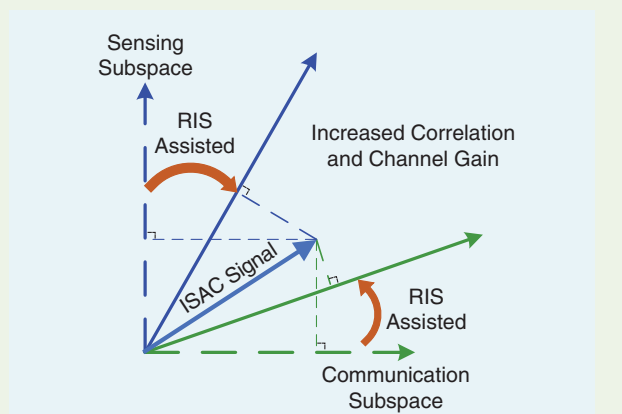 Sensing
Subspace
RIS
Assisted
Increased Correlation
and Channel Gain
ISAC Signal
RIS
Assisted
Communication
Subspace